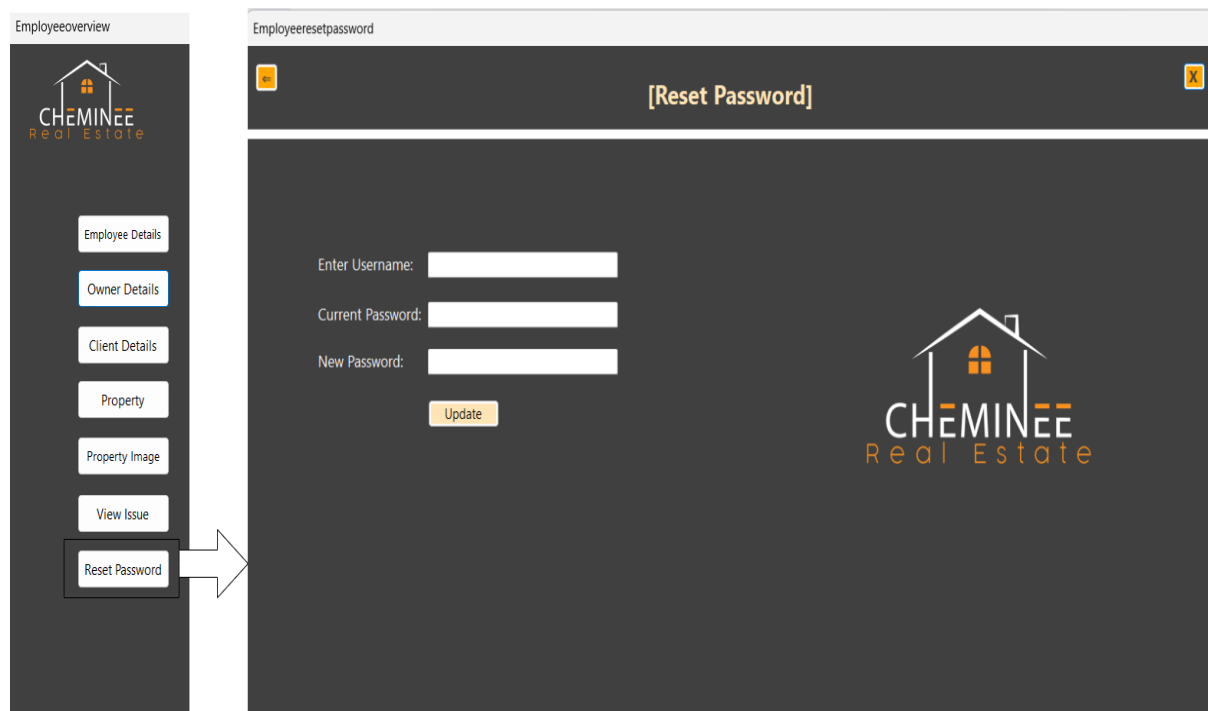 Employeeoverview
CHEMINEE
Real Estate
Employee Details
Owner Details
Client Details
Property
Property Image
View Issue
Reset Password
Employeeresetpassword
⇐
[Reset Password]
X
Enter Username:
Current Password:
New Password:
Update
CHEMINEE
Real Estate